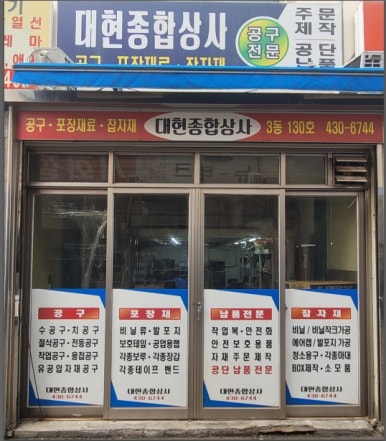 대현종합상사
공구
전문
주문
제작
공단
납품
공구 · 포장재료 · 잡자재
공구 · 포장재료 · 잡자재
대현종합상사
3동 130호
430-6744
공구
수공구 · 치공구
절삭공구 · 전동공구
작업공구 · 용접공구
유공압자재공구
대현종합상사
430-6744
포장재
비닐류 · 발포지
보호테일 · 공업용랩
각종보루 · 각종장갑
각종테이프 밴드
대현종합상사
430-6744
납품전문
작업복 · 안전화
안전보호용품
자재주문제작
공단납품전문
대현종합상사
430-6744
잡자재
비닐 / 비닐작크가공
에어캡 / 발포지가공
청소용구 · 각종마대
BOX제작 · 소모품
대현종합상사
430-6744